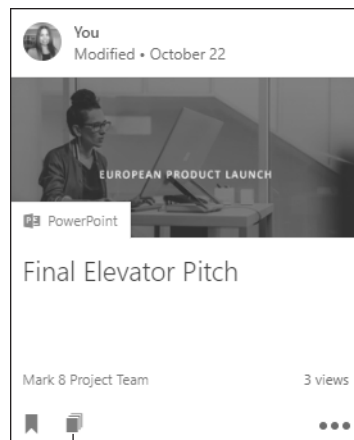 You
Modified • October 22
EUROPEAN PRODUCT LAUNCH
PowerPoint
Final Elevator Pitch
Mark 8 Project Team
3 views